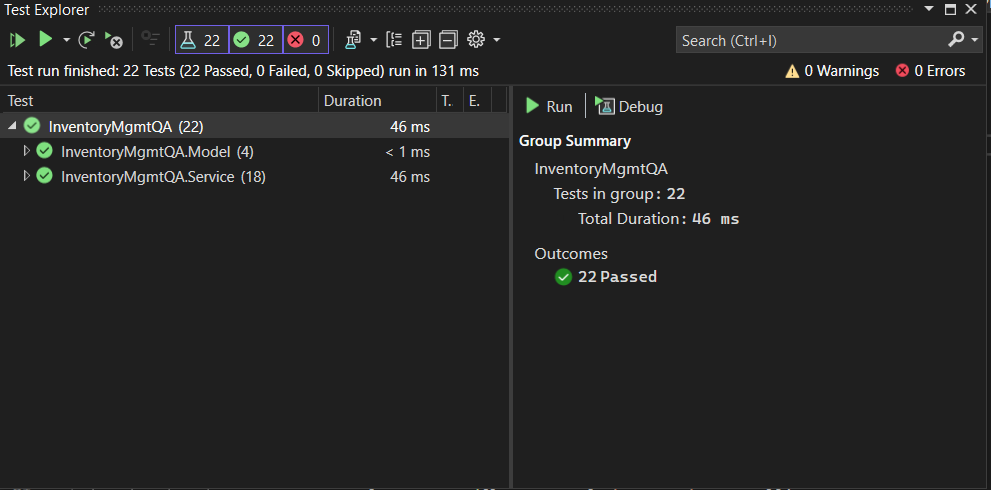 Test Explorer
22 22 0 Search (Ctrl+I)
Test run finished: 22 Tests (22 Passed, 0 Failed, 0 Skipped) run in 131 ms 0 Warnings 0 Errors
Test Duration T.. E.
InventoryMgmtQA (22) 46 ms
InventoryMgmtQA.Model (4) < 1 ms
InventoryMgmtQA.Service (18) 46 ms
Run Debug
Group Summary
InventoryMgmtQA
Tests in group: 22
Total Duration: 46 ms
Outcomes
22 Passed